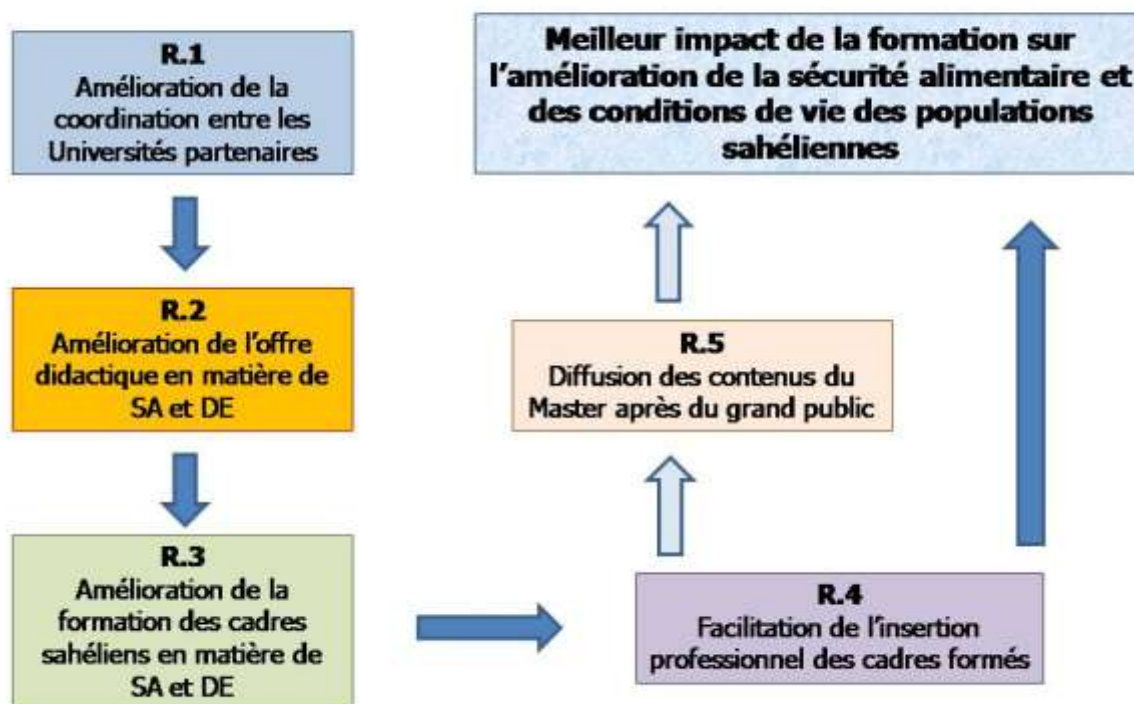 R.1
Amélioration de la
coordination entre les
Universités partenaires
R.2
Amélioration de l'offre
didactique en matière de
SA et DE
R.3
Amélioration de la
formation des cadres
sahéliens en matière de
SA et DE
R.4
Facilitation de l'insertion
professionnel des cadres formés
R.5
Diffusion des contenus du
Master après du grand public
Meilleur impact de la formation sur
l'amélioration de la sécurité alimentaire et
des conditions de vie des populations
sahéliennes